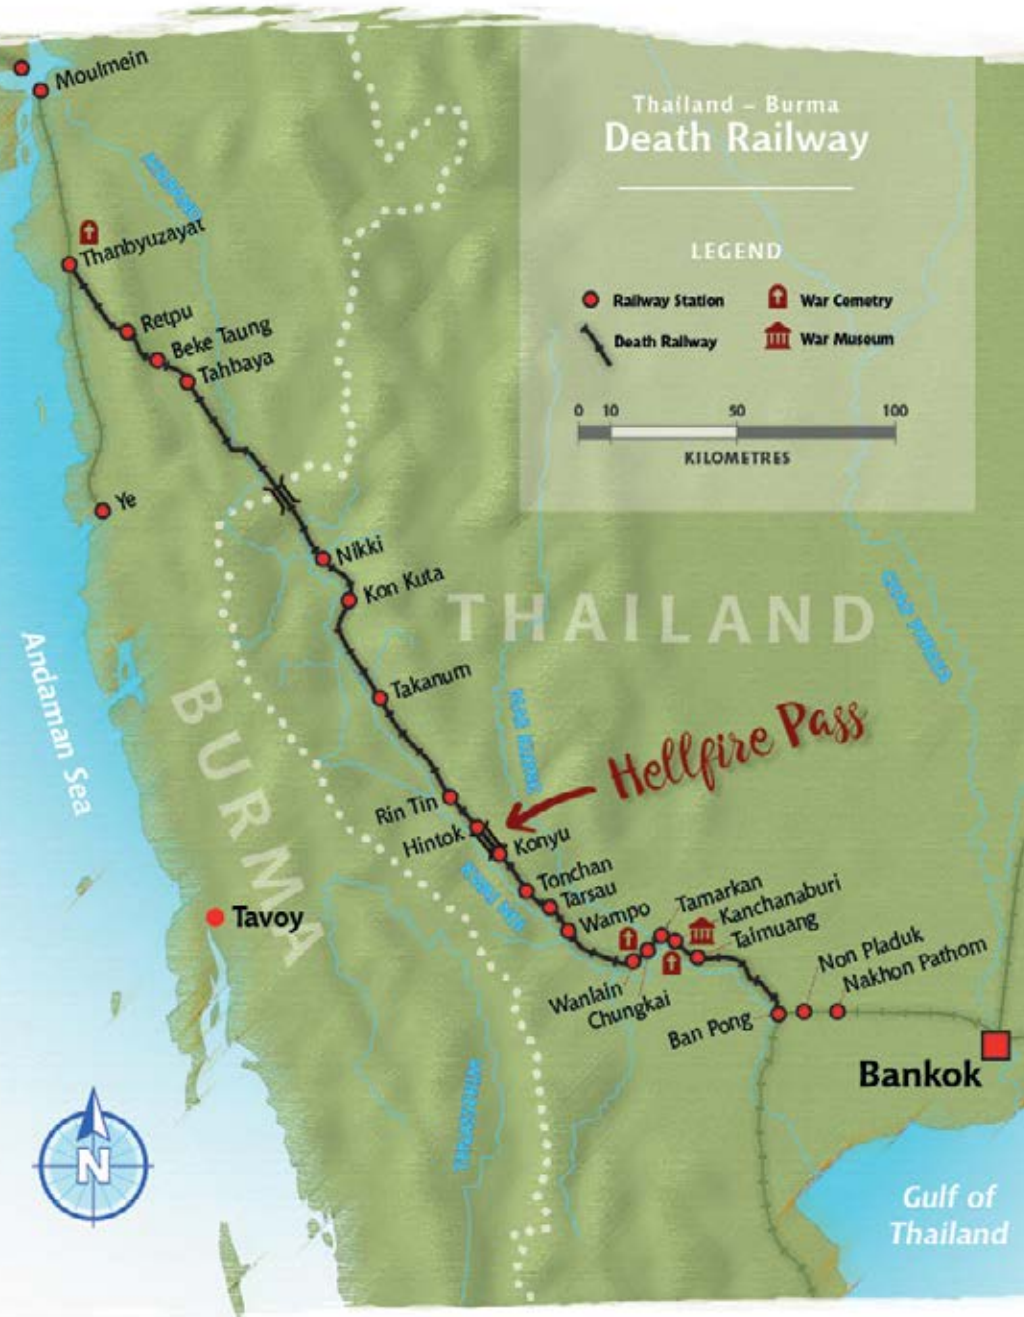 Moulmein
Thailand – Burma
Death Railway
LEGEND
Railway Station
War Cemetry
Death Railway
War Museum
0 10 50 100
KILOMETRES
Thanbyuzayat
Retpu
Beke Taung
Tahbaya
Ye
Nikki
Kon Kuta
THAILAND
Andaman Sea
BURMA
Takanum
Hellfire Pass
Rin Tin
Hintok
Konyu
Tonchan
Tarsau
Wampo
Tamarkan
Kanchanaburi
Taimuang
Tavoy
Non Pladuk
Nakhon Pathom
Wanlain
Chungkai
Ban Pong
Bankok
N
Gulf of
Thailand